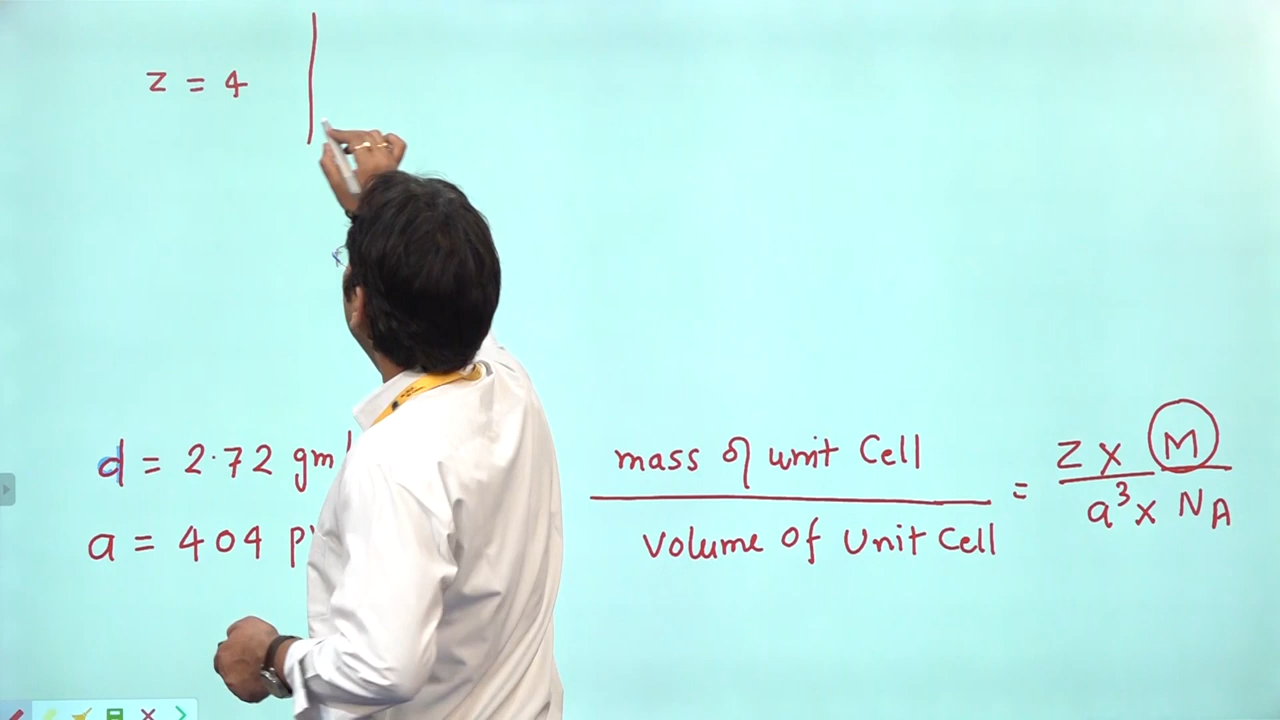 z = 4
d = 2.72 gm
a = 404
mass of unit Cell
Volume of Unit Cell
=
Z x M
a³ x NA